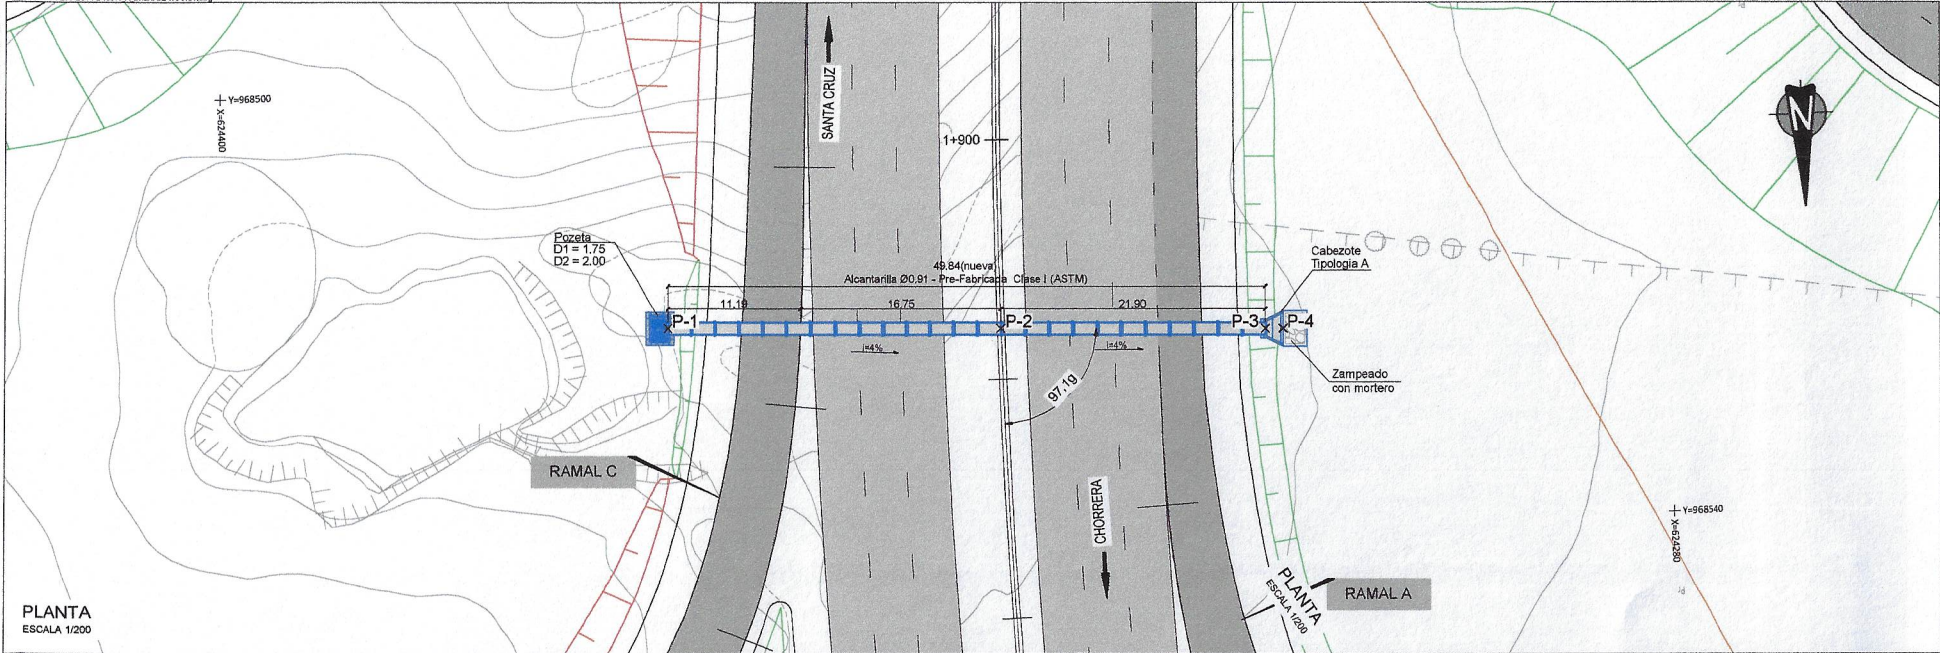 Y=968500
X=624400
SANTA CRUZ
1+900
N
Pozeta
D1 = 1.75
D2 = 2.00
Cabezote
Tipologia A
49.84(nueva)
Alcantarilla Ø0.91 - Pre-Fabricada Clase I (ASTM)
11.19
16.75
21.90
P-1
P-2
P-3
P-4
i=4%
i=4%
97,1g
Zampeado
con mortero
RAMAL C
CHORRERA
Y=968540
X=624280
PLANTA
ESCALA 1/200
RAMAL A
PLANTA
ESCALA 1/200